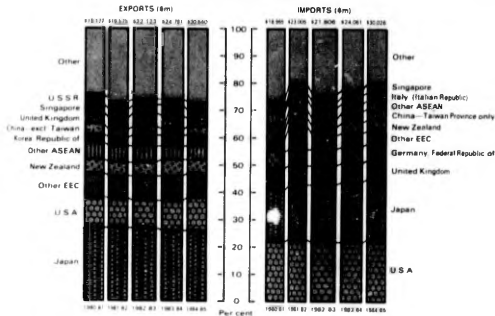 EXPORTS ($m)
IMPORTS ($m)
Other
U S S R
Singapore
United Kingdom
China excl Taiwan
Korea Republic of
Other ASEAN
New Zealand
Other EEC
U S A
Japan
100
90
80
70
60
50
40
30
20
10
0
Per cent
Other
Singapore
Italy (Italian Republic)
Other ASEAN
China—Taiwan Province only
New Zealand
Other EEC
Germany Federal Republic of
United Kingdom
Japan
U S A
1980-81 1981-82 1982-83 1983-84 1984-85
1980-81 1981-82 1982-83 1983-84 1984-85